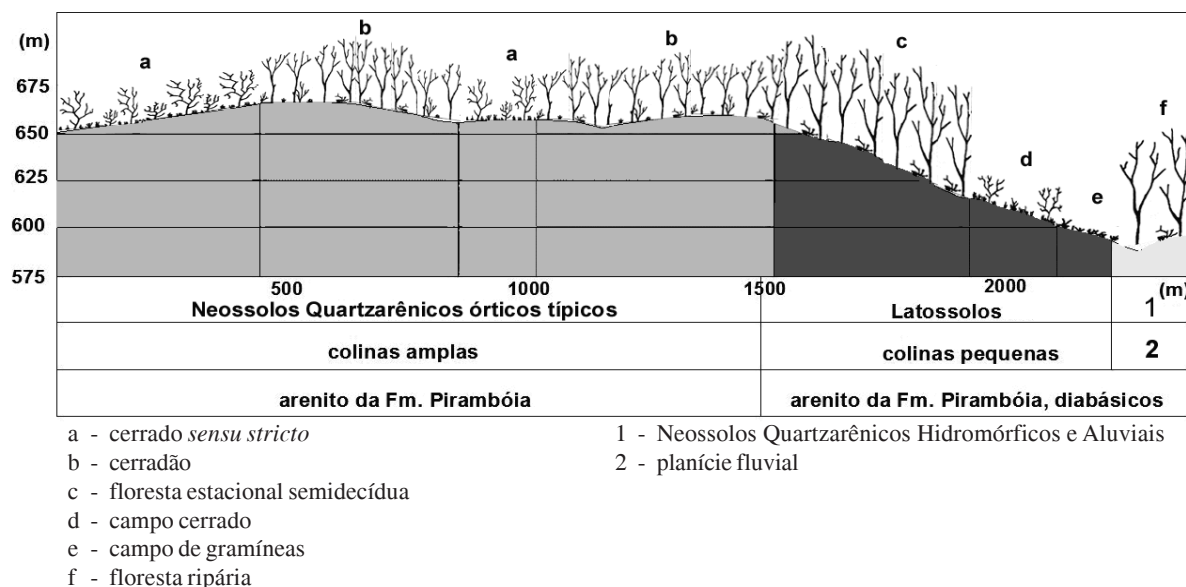 b b c
(m) a a
675 f
650
625 d
e
600
575
500 1000 1500 2000 (m)
Neossolos Quartzarênicos órticos típicos Latossolos 1
colinas amplas colinas pequenas 2
arenito da Fm. Pirambóia arenito da Fm. Pirambóia, diabásicos
a - cerrado sensu stricto 1 - Neossolos Quartzarênicos Hidromórficos e Aluviais
b - cerradão 2 - planície fluvial
c - floresta estacional semidecídua
d - campo cerrado
e - campo de gramíneas
f - floresta ripária